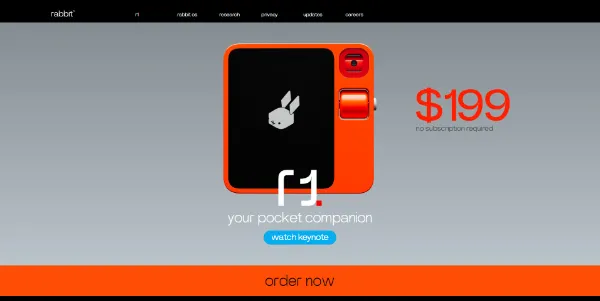 rabbit
r1
rabbit os
research
privacy
updates
careers
$199
no subscription required
r1.
your pocket companion
watch keynote
order now